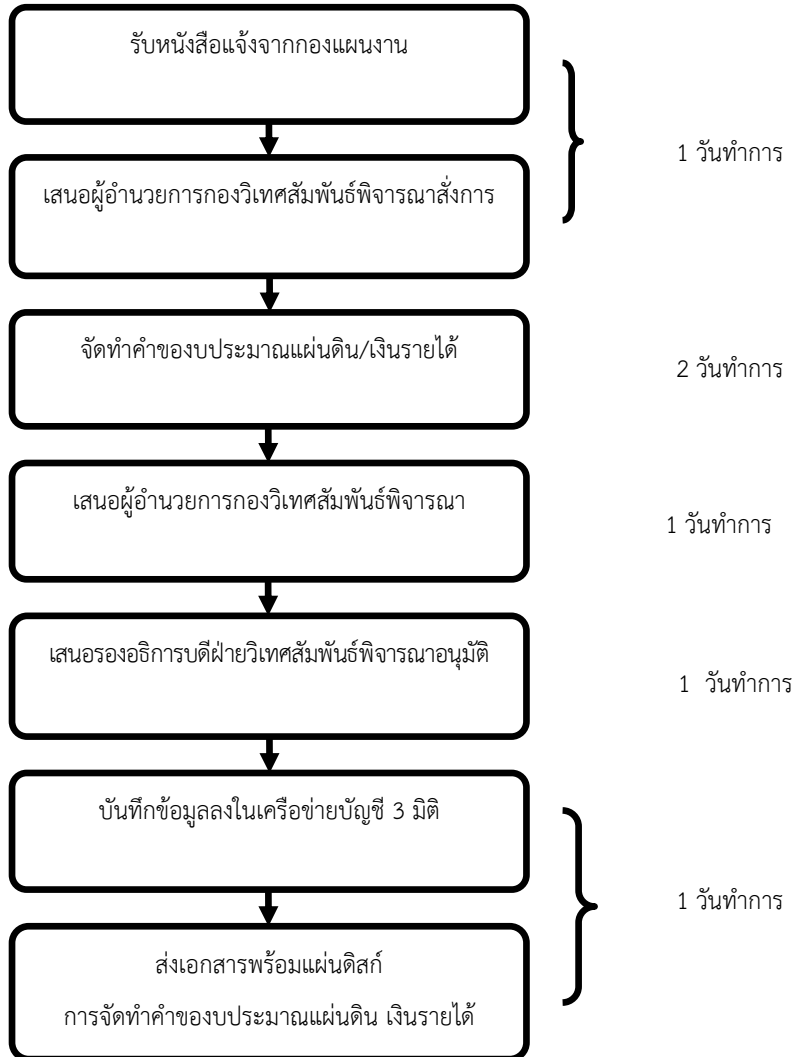 รับหนังสือแจ้งจากกองแผนงาน
1 วันทำการ
เสนอผู้อำนวยการกองวิเทศสัมพันธ์พิจารณาสั่งการ
จัดทำคำของบประมาณแผ่นดิน/เงินรายได้
2 วันทำการ
เสนอผู้อำนวยการกองวิเทศสัมพันธ์พิจารณา
1 วันทำการ
เสนอรองอธิการบดีฝ่ายวิเทศสัมพันธ์พิจารณาอนุมัติ
1 วันทำการ
บันทึกข้อมูลลงในเครือข่ายบัญชี 3 มิติ
1 วันทำการ
ส่งเอกสารพร้อมแผ่นดิสก์
การจัดทำคำของบประมาณแผ่นดิน เงินรายได้